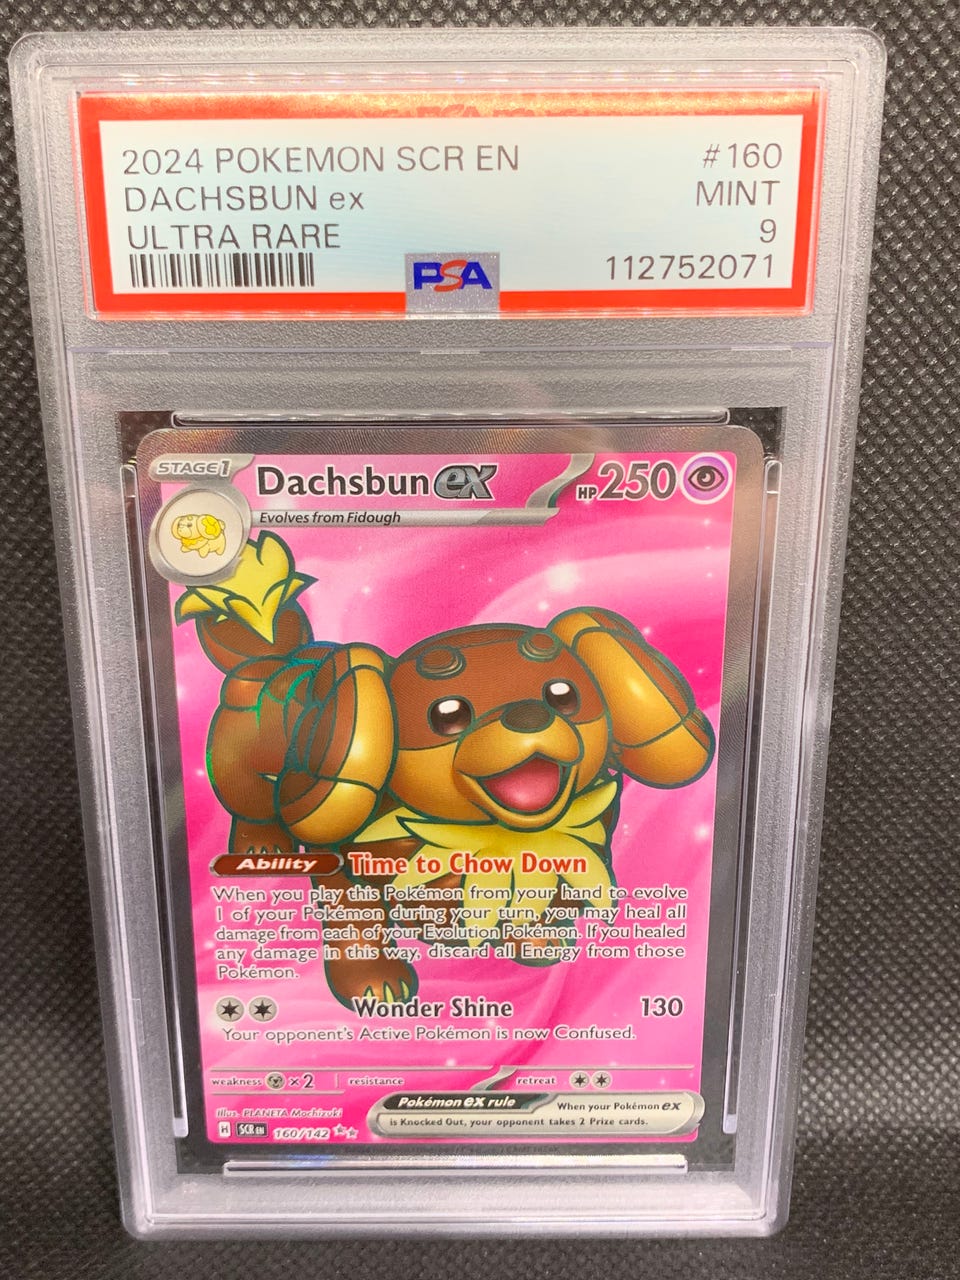 2024 POKEMON SCR EN
DACHSBUN ex
ULTRA RARE
#160
MINT
9
112752071
PSA
STAGE 1
Dachsbun ex
HP 250
Evolves from Fidough
Ability Time to Chow Down
When you play this Pokémon from your hand to evolve
1 of your Pokémon during your turn, you may heal all
damage from each of your Evolution Pokémon. If you healed
any damage in this way, discard all Energy from those
Pokémon.
Wonder Shine 130
Your opponent's Active Pokémon is now Confused.
weakness ×2 resistance retreat
Illus. PLANETA Mochizuki
Pokémon ex rule
When your Pokémon ex
is Knocked Out, your opponent takes 2 Prize cards.
H SCR EN 160/142